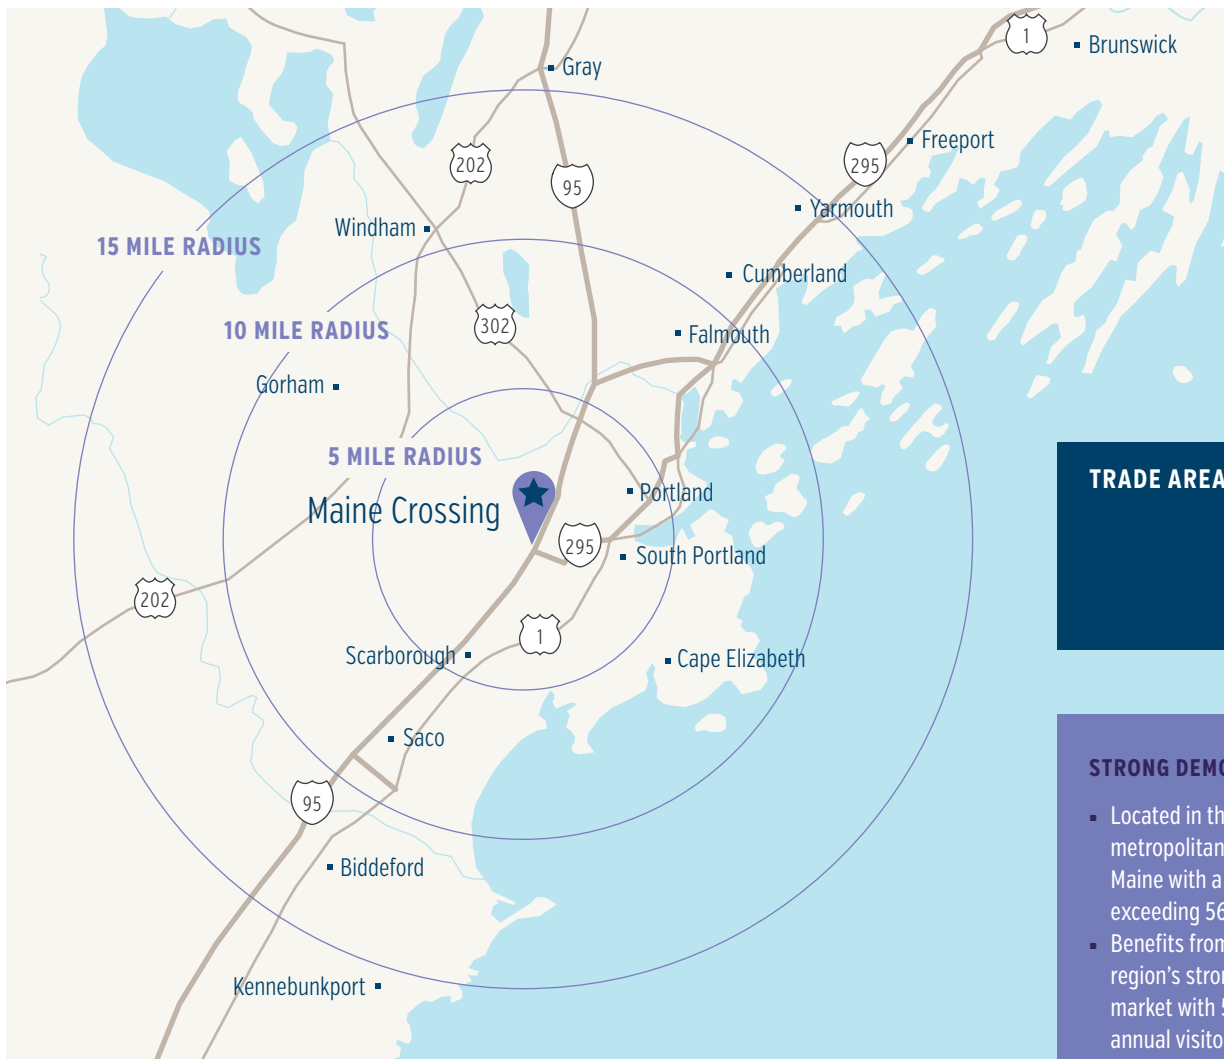 1
Brunswick
Gray
Freeport
202
295
95
Yarmouth
Windham
15 MILE RADIUS
Cumberland
10 MILE RADIUS
302
Falmouth
Gorham
5 MILE RADIUS
Maine Crossing
Portland
295
South Portland
202
1
Scarborough
Cape Elizabeth
Saco
95
Biddeford
Kennebunkport
TRADE AREA
STRONG DEMO
▪ Located in th
metropolitan
Maine with a
exceeding 56
▪ Benefits from
region’s stron
market with 5
annual visito